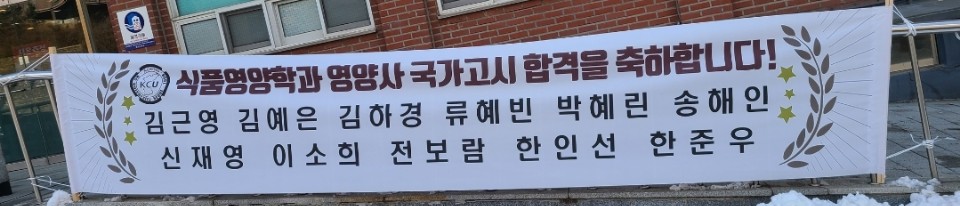 KCU
식품영양학과 영양사 국가고시 합격을 축하합니다!
김근영 김예은 김하경 류혜빈 박혜린 송해인
신재영 이소희 전보람 한인선 한준우